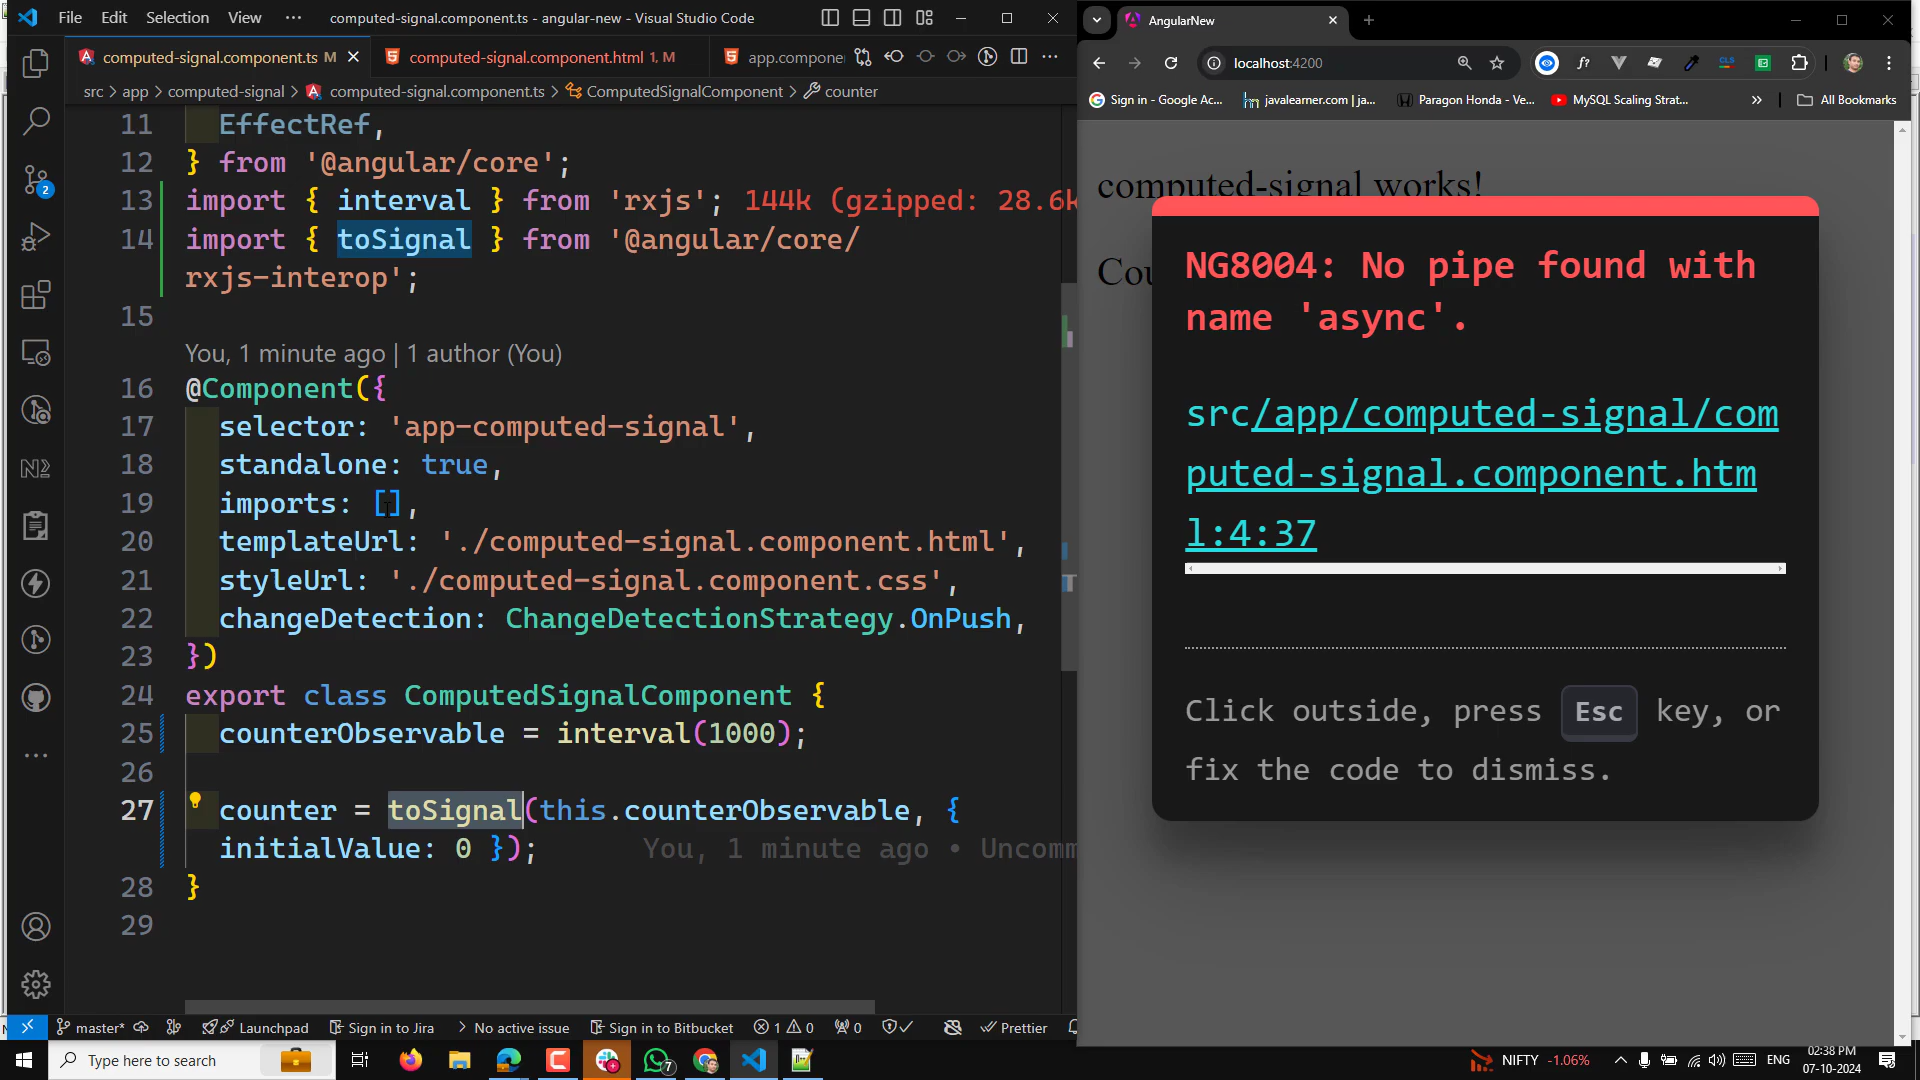 File Edit Selection View ··· computed-signal.component.ts - angular-new - Visual Studio Code
computed-signal.component.ts M computed-signal.component.html 1, M app.compone
src > app > computed-signal > computed-signal.component.ts > ComputedSignalComponent > counter
11 EffectRef,
12 } from '@angular/core';
13 import { interval } from 'rxjs'; 144k (gzipped: 28.6k
14 import { toSignal } from '@angular/core/
rxjs-interop';
15
You, 1 minute ago | 1 author (You)
16 @Component({
17 selector: 'app-computed-signal',
18 standalone: true,
19 imports: [],
20 templateUrl: './computed-signal.component.html',
21 styleUrl: './computed-signal.component.css',
22 changeDetection: ChangeDetectionStrategy.OnPush,
23 })
24 export class ComputedSignalComponent {
25 counterObservable = interval(1000);
26
27 counter = toSignal(this.counterObservable, {
initialValue: 0 }); You, 1 minute ago • Uncomm
28 }
29
2
master* Launchpad Sign in to Jira No active issue Sign in to Bitbucket 1 0 0 Prettier
AngularNew
localhost:4200
Sign in - Google Ac... javalearner.com | ja... Paragon Honda - Ve... MySQL Scaling Strat... » All Bookmarks
computed-signal works!
Cou
NG8004: No pipe found with
name 'async'.
src/app/computed-signal/com
puted-signal.component.htm
l:4:37
Click outside, press Esc key, or
fix the code to dismiss.
Type here to search 7 NIFTY -1.06% ENG 02:38 PM
07-10-2024